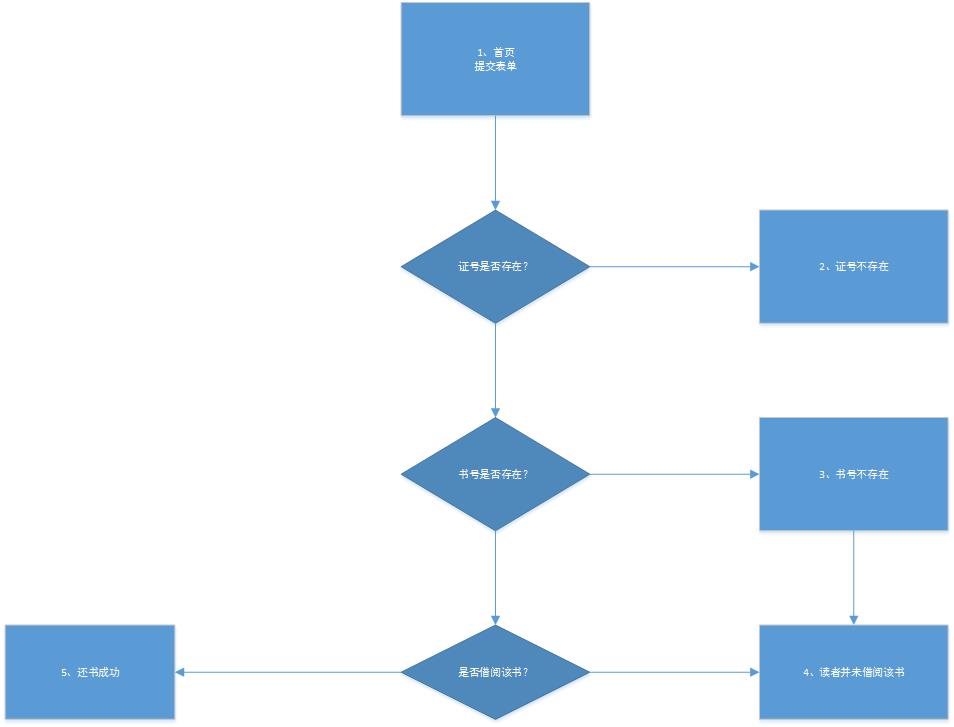 1、首页
提交表单
证号是否存在？
2、证号不存在
书号是否存在？
3、书号不存在
5、还书成功
是否借阅该书？
4、读者并未借阅该书